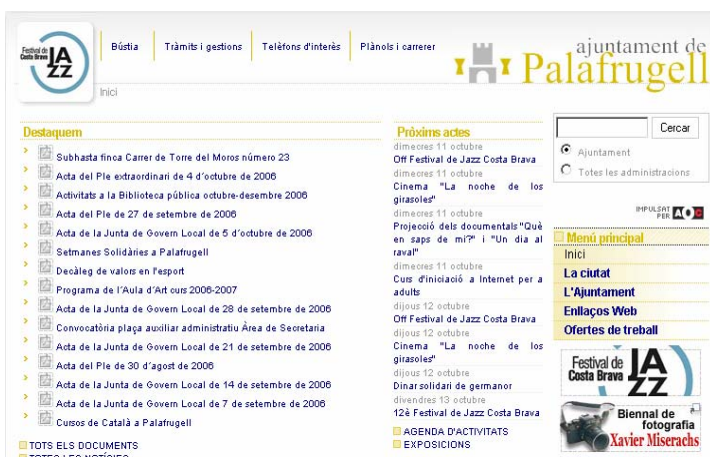 Festival de
Costa Brava
JAZZ
Bústia
Tràmits i gestions
Telèfons d'interès
Plànols i carrerer
ajuntament de
Palafrugell
Inici
Destaquem
Subhasta finca Carrer de Torre del Moros número 23
Acta del Ple extraordinari de 4 d'octubre de 2006
Activitats a la Biblioteca pública octubre-desembre 2006
Acta del Ple de 27 de setembre de 2006
Acta de la Junta de Govern Local de 5 d'octubre de 2006
Setmanes Solidàries a Palafrugell
Decàleg de valors en l'esport
Programa de l'Aula d'Art curs 2006-2007
Acta de la Junta de Govern Local de 28 de setembre de 2006
Convocatòria plaça auxiliar administratiu Àrea de Secretaria
Acta de la Junta de Govern Local de 21 de setembre de 2006
Acta del Ple de 30 d'agost de 2006
Acta de la Junta de Govern Local de 14 de setembre de 2006
Acta de la Junta de Govern Local de 7 de setembre de 2006
Cursos de Català a Palafrugell
TOTS ELS DOCUMENTS
TOTES LES NOTÍCIES
Pròxims actes
dimecres 11 octubre
Off Festival de Jazz Costa Brava
dimecres 11 octubre
Cinema "La noche de los
girasoles"
dimecres 11 octubre
Projecció dels documentals "Què
en saps de mi?" i "Un dia al
raval"
dimecres 11 octubre
Curs d'iniciació a Internet per a
adults
dijous 12 octubre
Off Festival de Jazz Costa Brava
dijous 12 octubre
Cinema "La noche de los
girasoles"
dijous 12 octubre
Dinar solidari de germanor
divendres 13 octubre
12è Festival de Jazz Costa Brava
AGENDA D'ACTIVITATS
EXPOSICIONS
Cercar
Ajuntament
Totes les administracions
IMPULSAT
PER AOC
Menú principal
Inici
La ciutat
L'Ajuntament
Enllaços Web
Ofertes de treball
Festival de
Costa Brava
JAZZ
Biennal de
fotografia
Xavier Miserachs